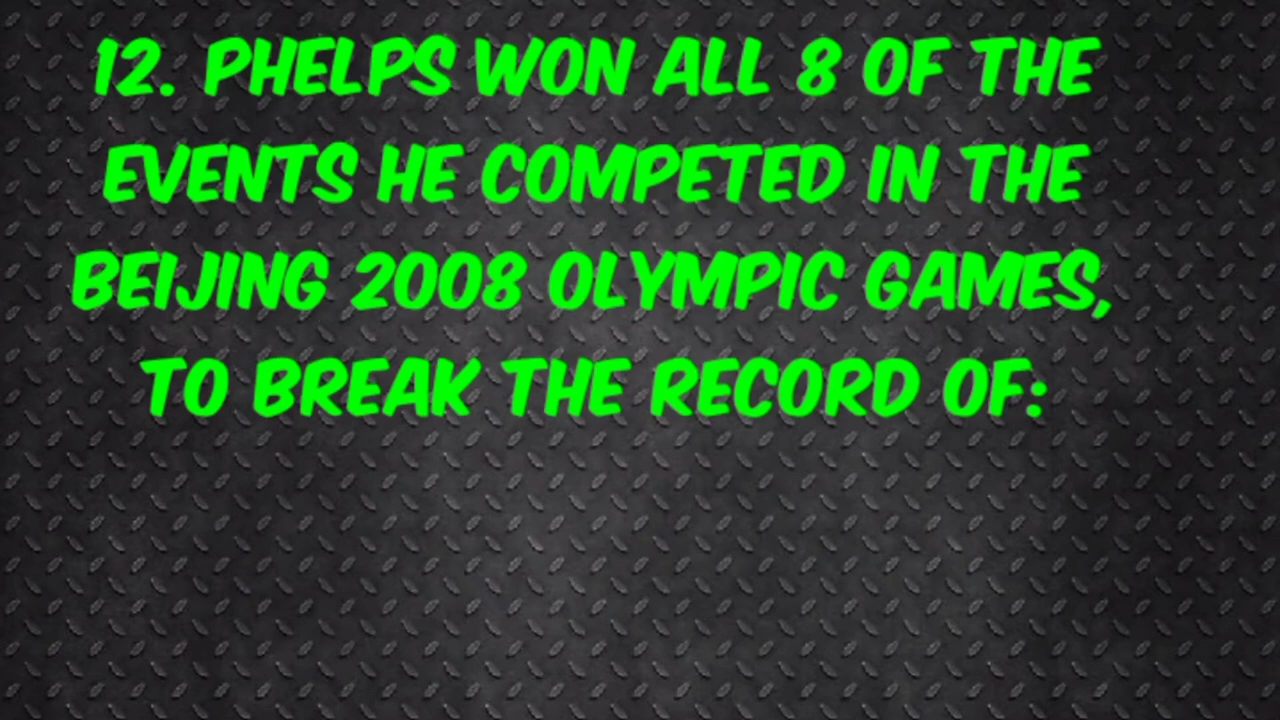 12. PHELPS WON ALL 8 OF THE
EVENTS HE COMPETED IN THE
BEIJING 2008 OLYMPIC GAMES,
TO BREAK THE RECORD OF: